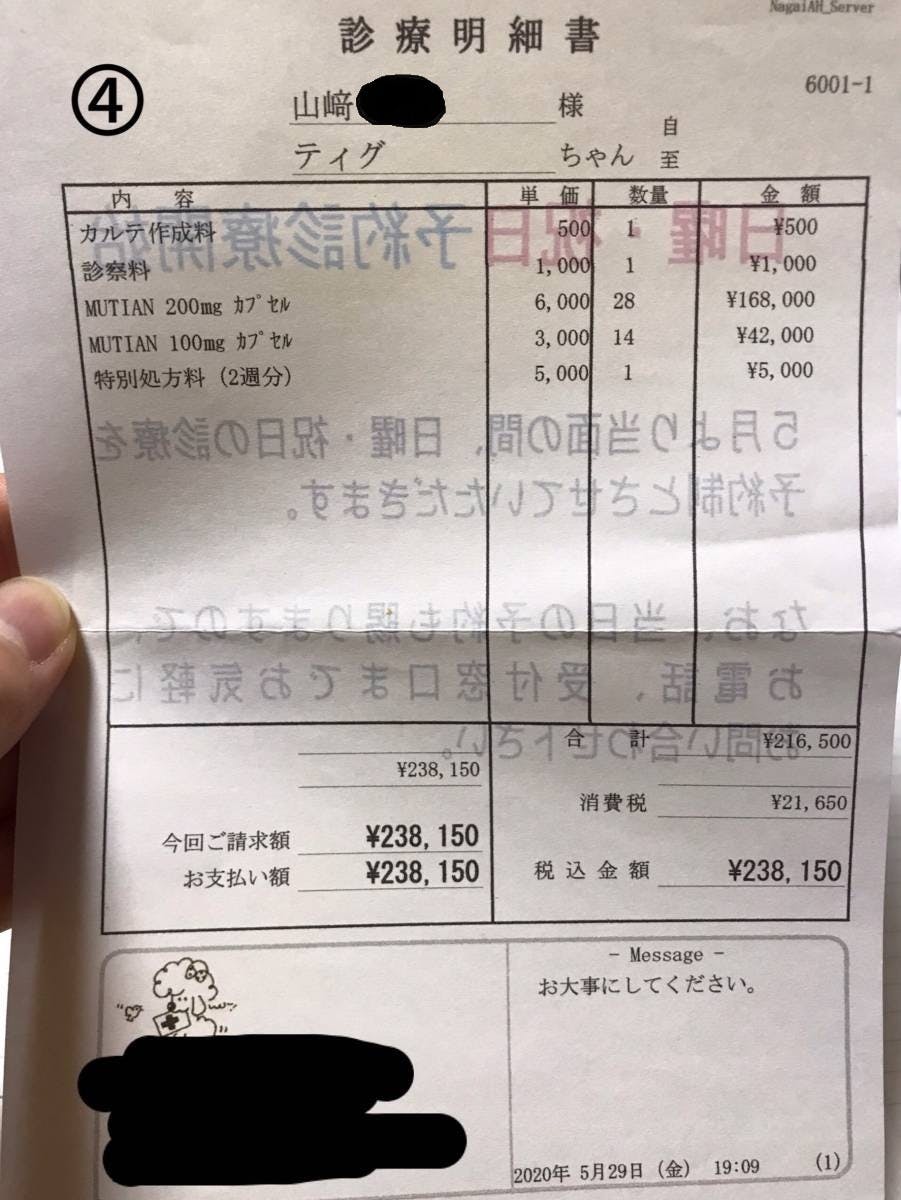 NagaiAH_Server
診療明細書
④
6001-1
山﨑 様
自
ティグ ちゃん 至
内 容 単 価 数量 金 額
カルテ作成料 500 1 ¥500
診察料 1,000 1 ¥1,000
MUTIAN 200mg ｶﾌﾟｾﾙ 6,000 28 ¥168,000
MUTIAN 100mg ｶﾌﾟｾﾙ 3,000 14 ¥42,000
特別処方料（2週分） 5,000 1 ¥5,000
日曜・祝日予約診療開始
5月より当面の間、日曜・祝日の診療を
予約制とさせていただきます。
なお、当日の予約も賜りますので、
お電話、受付窓口までお気軽に
お問い合わせ下さい。
合 計 ¥216,500
¥238,150
消費税 ¥21,650
今回ご請求額 ¥238,150
お支払い額 ¥238,150
税込金額 ¥238,150
- Message -
お大事にしてください。
2020年 5月29日（金） 19:09 (1)